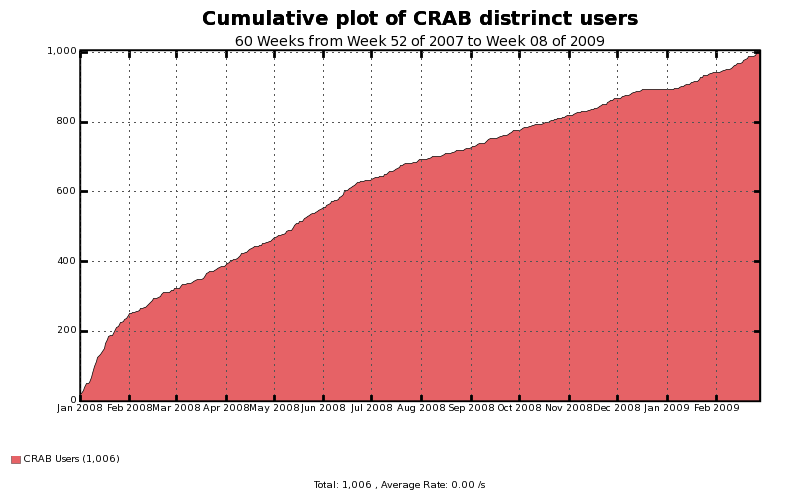 Cumulative plot of CRAB distrinct users
60 Weeks from Week 52 of 2007 to Week 08 of 2009
1,000
800
600
400
200
0
Jan 2008 Feb 2008 Mar 2008 Apr 2008 May 2008 Jun 2008 Jul 2008 Aug 2008 Sep 2008 Oct 2008 Nov 2008 Dec 2008 Jan 2009 Feb 2009
CRAB Users (1,006)
Total: 1,006 , Average Rate: 0.00 /s